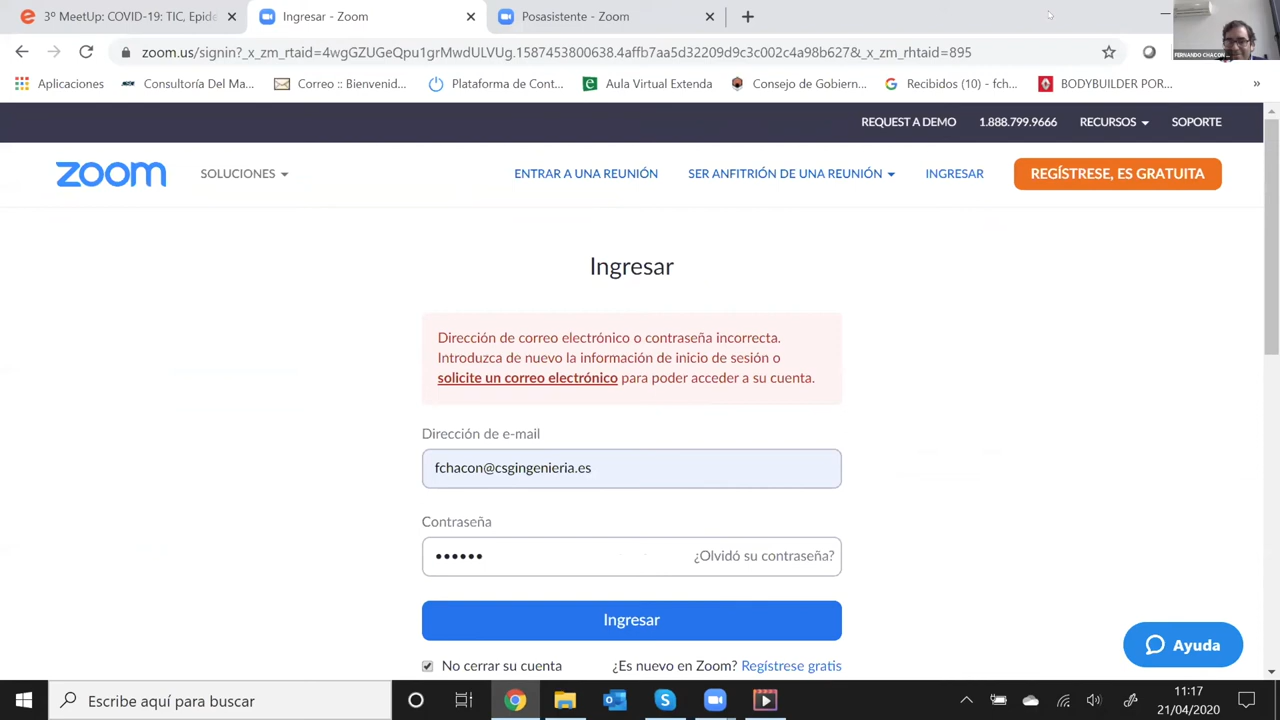 3º MeetUp: COVID-19: TIC, Epide
Ingresar - Zoom
Posasistente - Zoom
zoom.us/signin?_x_zm_rtaid=4wgGZUGeQpu1grMwdULVUg.1587453800638.4affb7aa5d32209d9c3c002c4a98b627&_x_zm_rhtaid=895
Aplicaciones
Consultoría Del Ma...
Correo :: Bienvenid...
Plataforma de Cont...
Aula Virtual Extenda
Consejo de Gobiern...
Recibidos (10) - fch...
BODYBUILDER POR...
»
FERNANDO CHACON
REQUEST A DEMO
1.888.799.9666
RECURSOS
SOPORTE
zoom
SOLUCIONES
ENTRAR A UNA REUNIÓN
SER ANFITRIÓN DE UNA REUNIÓN
INGRESAR
REGÍSTRESE, ES GRATUITA
Ingresar
Dirección de correo electrónico o contraseña incorrecta.
Introduzca de nuevo la información de inicio de sesión o
solicite un correo electrónico para poder acceder a su cuenta.
Dirección de e-mail
fchacon@csgingenieria.es
Contraseña
••••••
¿Olvidó su contraseña?
Ingresar
No cerrar su cuenta
¿Es nuevo en Zoom? Regístrese gratis
Ayuda
Escribe aquí para buscar
11:17
21/04/2020